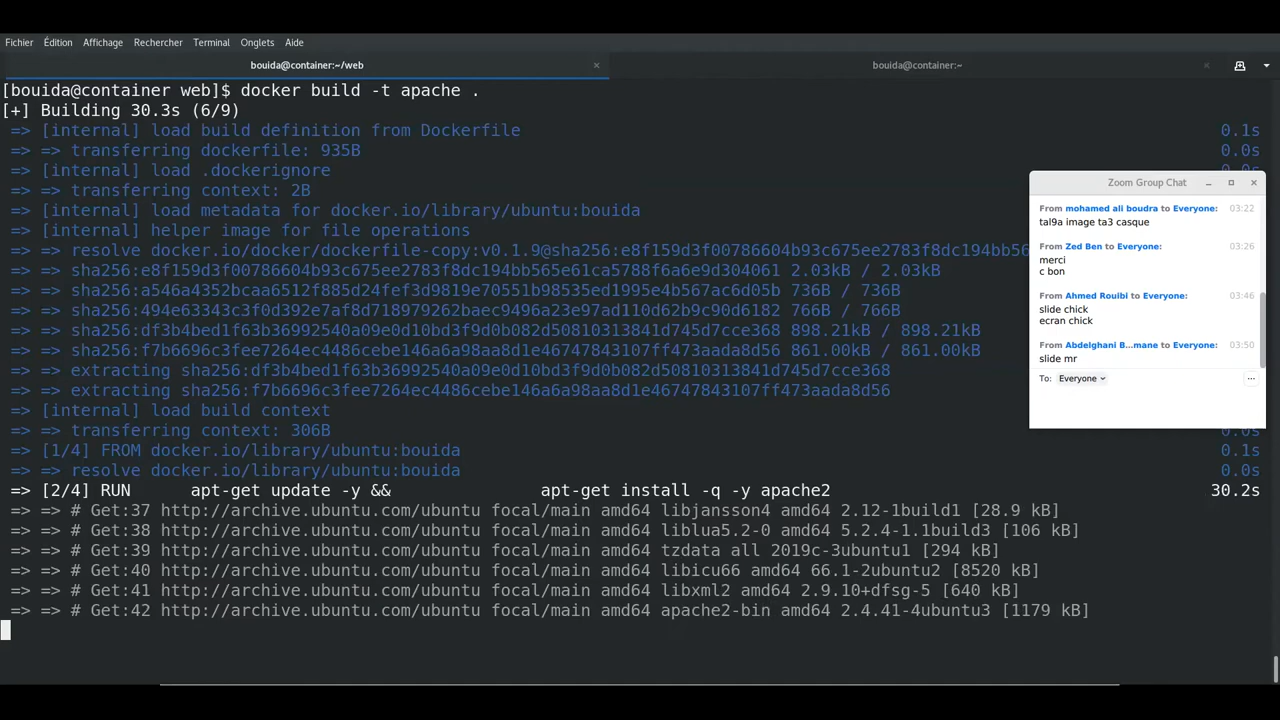 Fichier Édition Affichage Rechercher Terminal Onglets Aide
bouida@container:~/web × bouida@container:~
[bouida@container web]$ docker build -t apache .
[+] Building 30.3s (6/9)
=> [internal] load build definition from Dockerfile 0.1s
=> => transferring dockerfile: 935B 0.0s
=> [internal] load .dockerignore
=> => transferring context: 2B
=> [internal] load metadata for docker.io/library/ubuntu:bouida
=> [internal] helper image for file operations
=> => resolve docker.io/docker/dockerfile-copy:v0.1.9@sha256:e8f159d3f00786604b93c675ee2783f8dc194bb56
=> => sha256:e8f159d3f00786604b93c675ee2783f8dc194bb565e61ca5788f6a6e9d304061 2.03kB / 2.03kB
=> => sha256:a546a4352bcaa6512f885d24fef3d9819e70551b98535ed1995e4b567ac6d05b 736B / 736B
=> => sha256:494e63343c3f0d392e7af8d718979262baec9496a23e97ad110d62b9c90d6182 766B / 766B
=> => sha256:df3b4bed1f63b36992540a09e0d10bd3f9d0b082d50810313841d745d7cce368 898.21kB / 898.21kB
=> => sha256:f7b6696c3fee7264ec4486cebe146a6a98aa8d1e46747843107ff473aada8d56 861.00kB / 861.00kB
=> => extracting sha256:df3b4bed1f63b36992540a09e0d10bd3f9d0b082d50810313841d745d7cce368
=> => extracting sha256:f7b6696c3fee7264ec4486cebe146a6a98aa8d1e46747843107ff473aada8d56
=> [internal] load build context
=> => transferring context: 306B 0.0s
=> [1/4] FROM docker.io/library/ubuntu:bouida 0.1s
=> => resolve docker.io/library/ubuntu:bouida 0.0s
=> [2/4] RUN apt-get update -y && apt-get install -q -y apache2 30.2s
=> => # Get:37 http://archive.ubuntu.com/ubuntu focal/main amd64 libjansson4 amd64 2.12-1build1 [28.9 kB]
=> => # Get:38 http://archive.ubuntu.com/ubuntu focal/main amd64 liblua5.2-0 amd64 5.2.4-1.1build3 [106 kB]
=> => # Get:39 http://archive.ubuntu.com/ubuntu focal/main amd64 tzdata all 2019c-3ubuntu1 [294 kB]
=> => # Get:40 http://archive.ubuntu.com/ubuntu focal/main amd64 libicu66 amd64 66.1-2ubuntu2 [8520 kB]
=> => # Get:41 http://archive.ubuntu.com/ubuntu focal/main amd64 libxml2 amd64 2.9.10+dfsg-5 [640 kB]
=> => # Get:42 http://archive.ubuntu.com/ubuntu focal/main amd64 apache2-bin amd64 2.4.41-4ubuntu3 [1179 kB]
Zoom Group Chat
From mohamed ali boudra to Everyone: 03:22
tal9a image ta3 casque
From Zed Ben to Everyone: 03:26
merci
c bon
From Ahmed Rouibi to Everyone: 03:46
slide chick
ecran chick
From Abdelghani B...mane to Everyone: 03:50
slide mr
To: Everyone